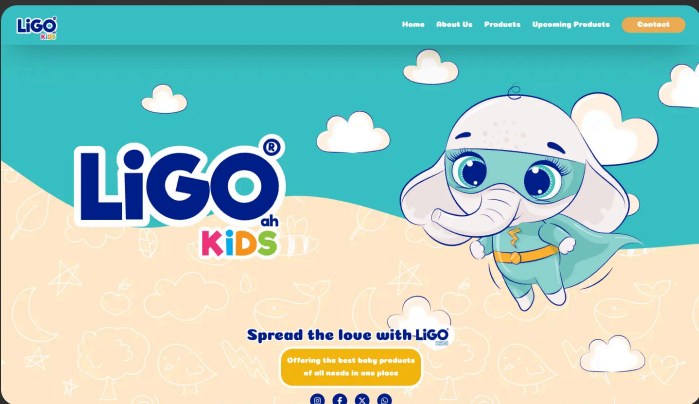 LiGO
KiDS
Home About Us Products Upcoming Products Contact
LiGO®
ah
KiDS
Spread the love with LiGO
Offering the best baby products
of all needs in one place